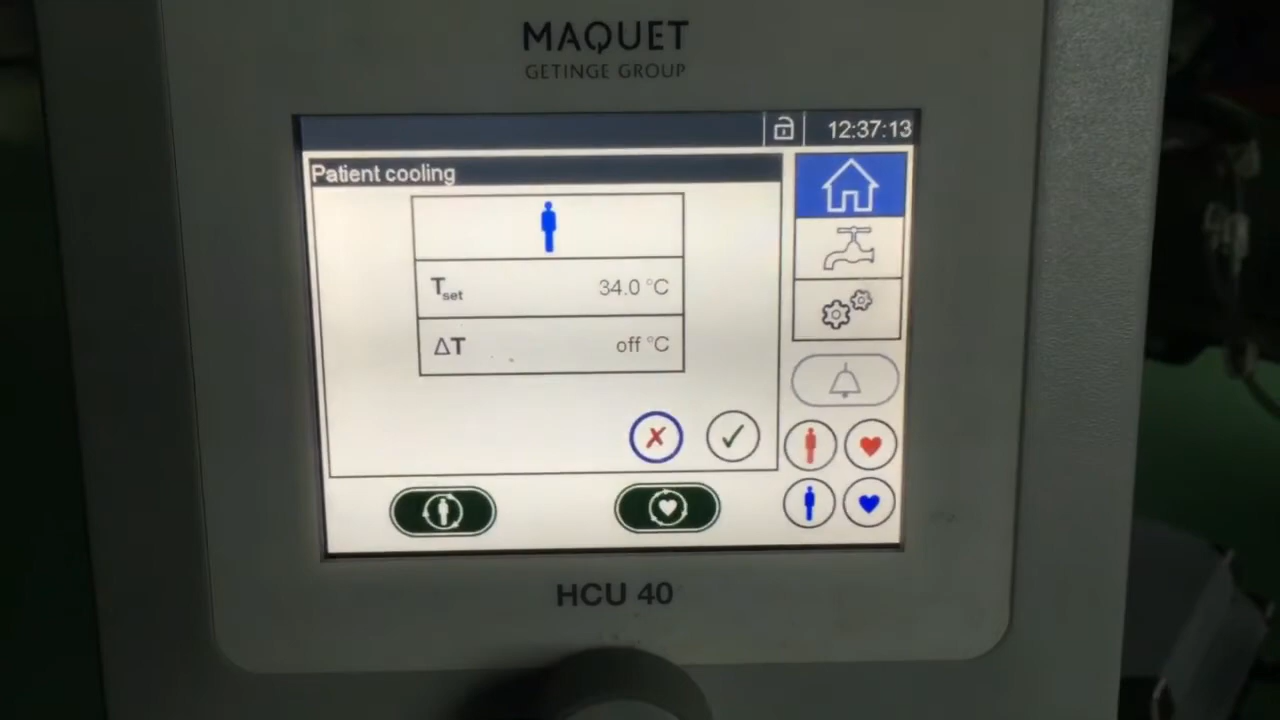 MAQUET
GETINGE GROUP
12:37:13
Patient cooling
Tset 34.0 °C
ΔT off °C
HCU 40